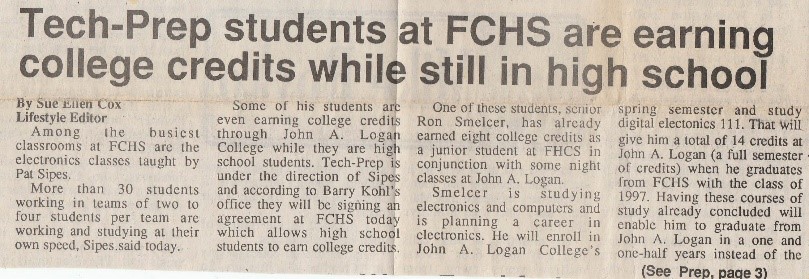 Tech-Prep students at FCHS are earning
college credits while still in high school
By Sue Ellen Cox
Lifestyle Editor
Among the busiest
classrooms at FCHS are the
electronics classes taught by
Pat Sipes.
More than 30 students
working in teams of two to
four students per team are
working and studying at their
own speed, Sipes said today.
Some of his students are
even earning college credits
through John A. Logan
College while they are high
school students. Tech-Prep is
under the direction of Sipes
and according to Barry Kohl's
office they will be signing an
agreement at FCHS today
which allows high school
students to earn college credits.
One of these students, senior
Ron Smelcer, has already
earned eight college credits as
a junior student at FHCS in
conjunction with some night
classes at John A. Logan.
Smelcer is studying
electronics and computers and
is planning a career in
electronics. He will enroll in
John A. Logan College's
spring semester and study
digital electonics 111. That will
give him a total of 14 credits at
John A. Logan (a full semester
of credits) when he graduates
from FCHS with the class of
1997. Having these courses of
study already concluded will
enable him to graduate from
John A. Logan in a one and
one-half years instead of the
(See Prep, page 3)